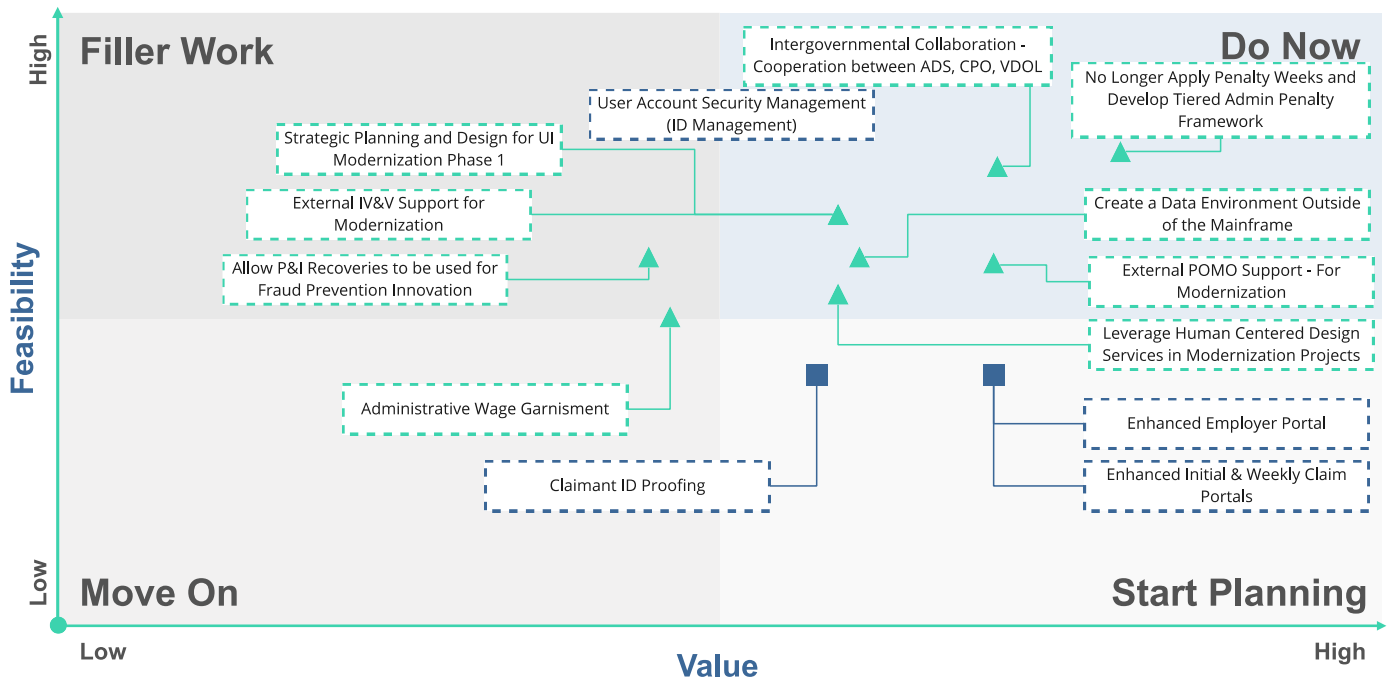 High
Filler Work
Do Now
Intergovernmental Collaboration -
Cooperation between ADS, CPO, VDOL
No Longer Apply Penalty Weeks and
Develop Tiered Admin Penalty
Framework
User Account Security Management
(ID Management)
Strategic Planning and Design for UI
Modernization Phase 1
External IV&V Support for
Modernization
Create a Data Environment Outside
of the Mainframe
Allow P&I Recoveries to be used for
Fraud Prevention Innovation
External POMO Support - For
Modernization
Feasibility
Leverage Human Centered Design
Services in Modernization Projects
Administrative Wage Garnisment
Enhanced Employer Portal
Claimant ID Proofing
Enhanced Initial & Weekly Claim
Portals
Low
Move On
Start Planning
Low
Value
High